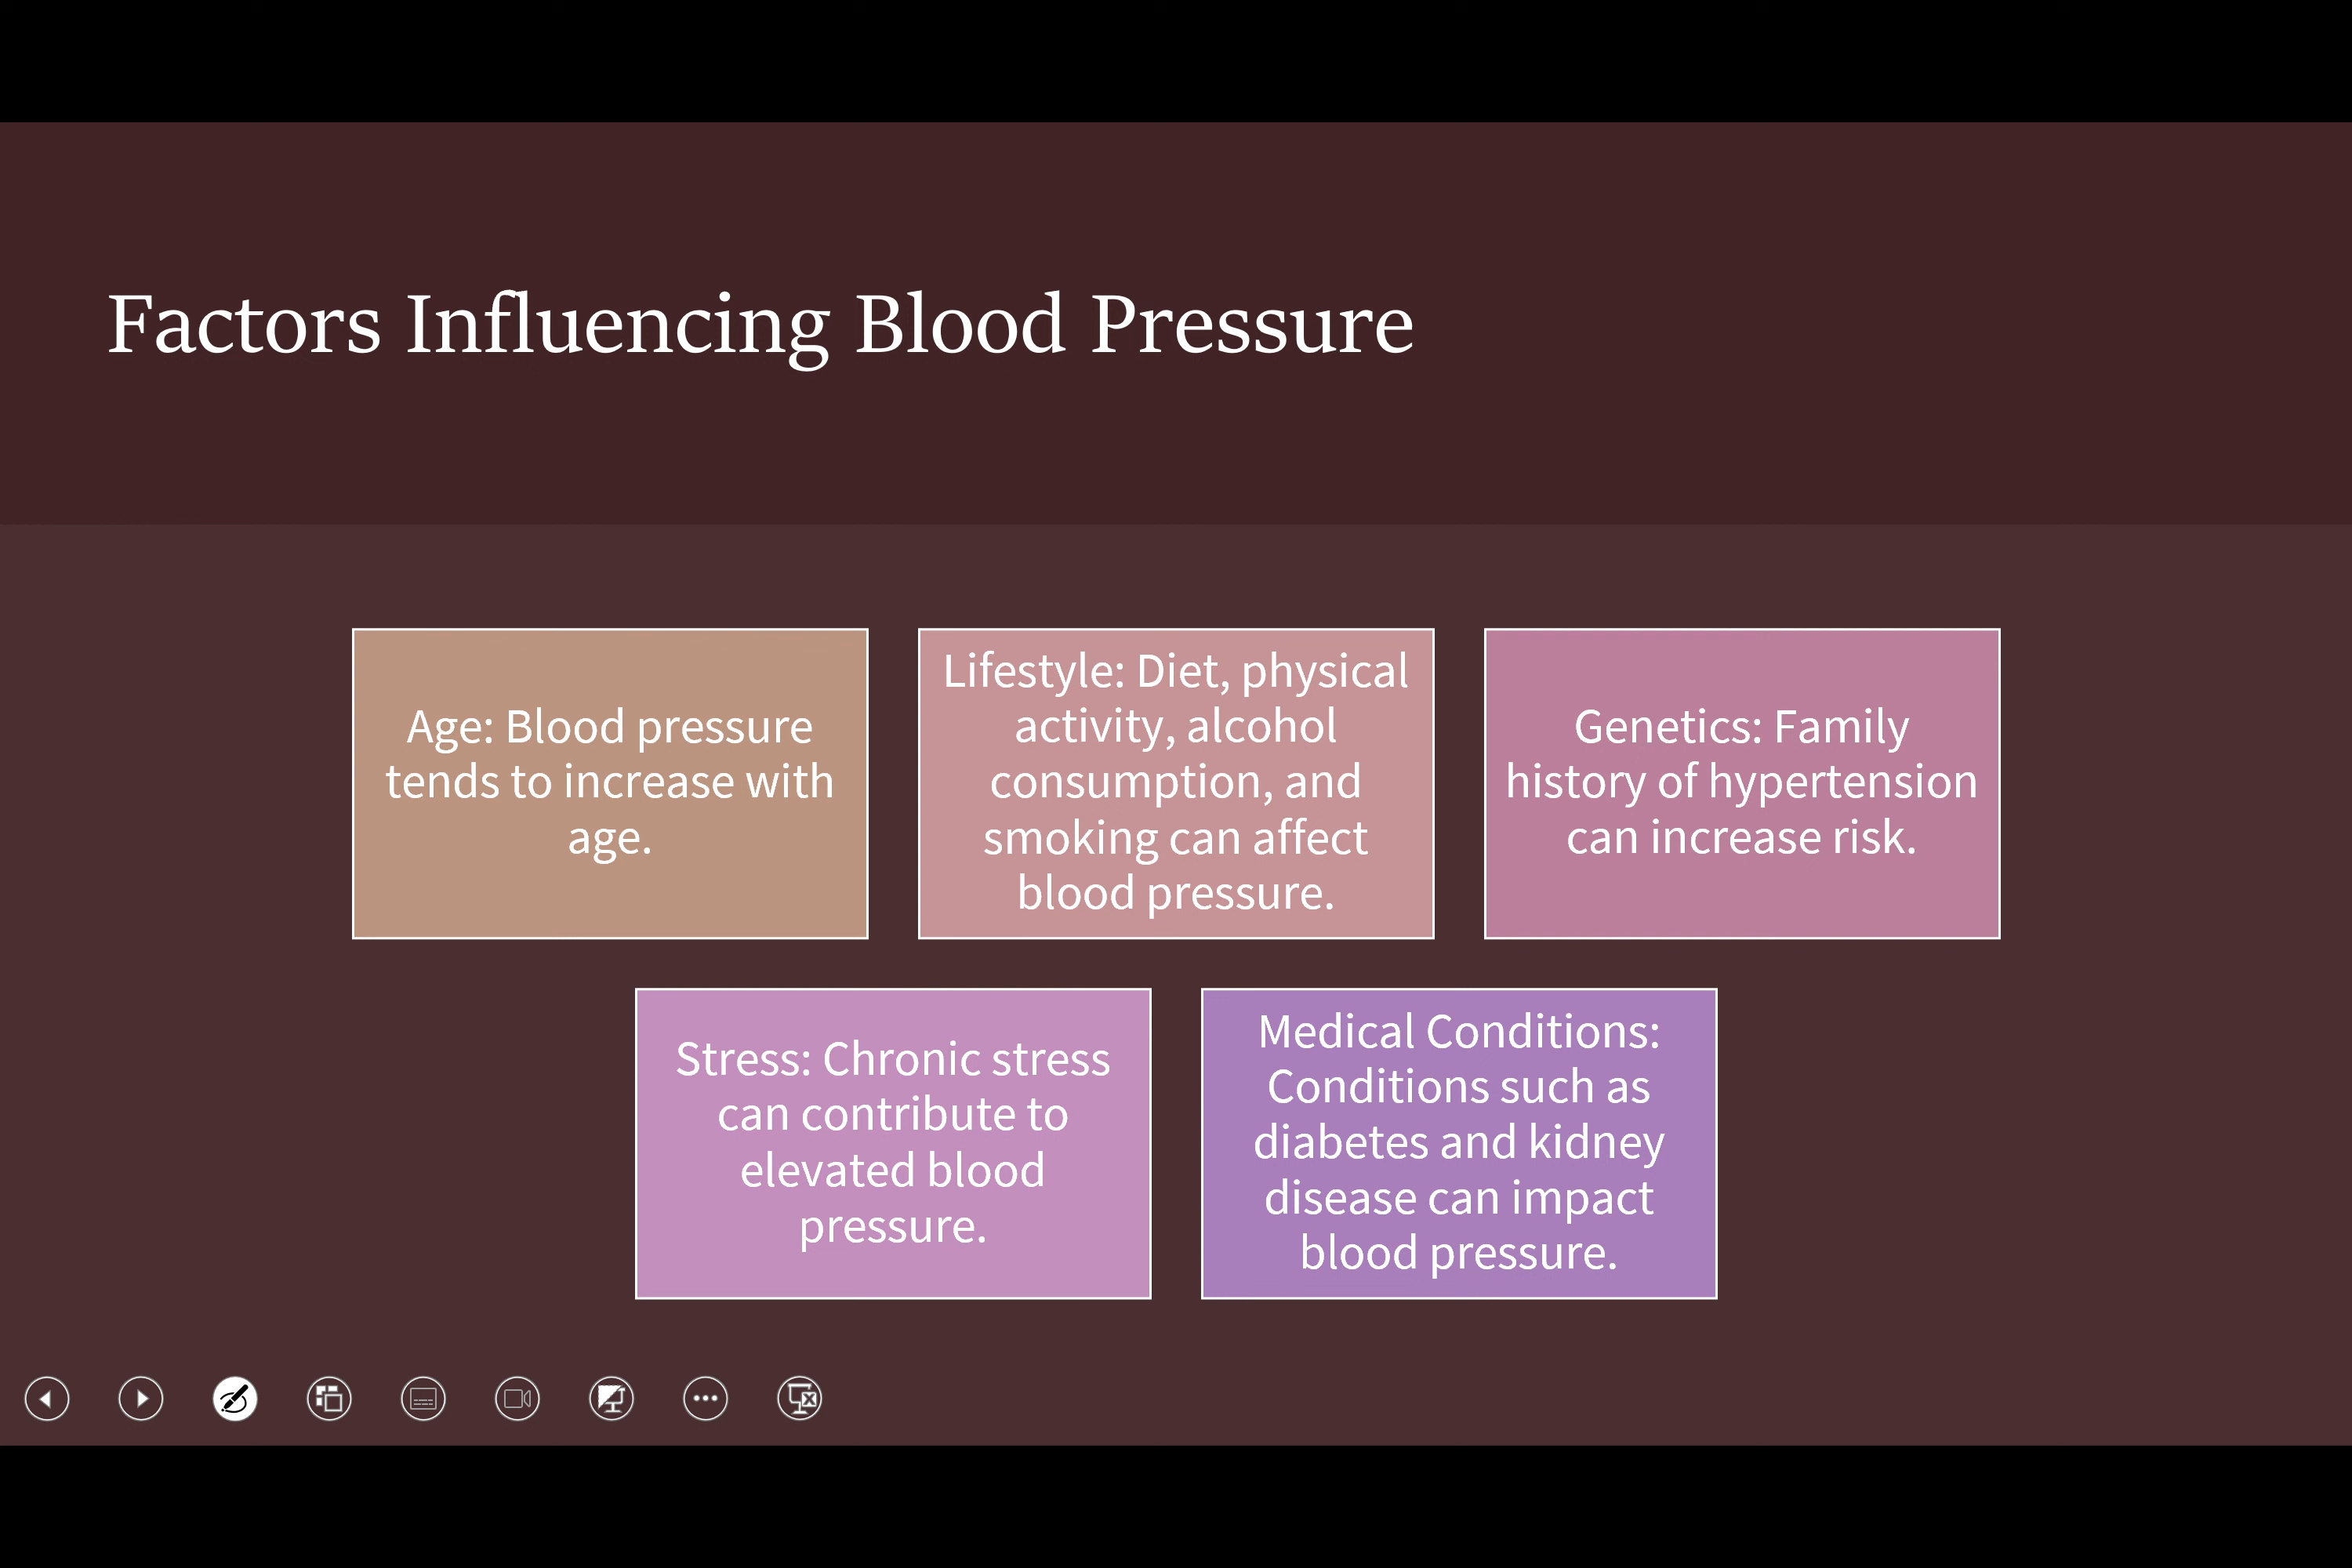 Factors Influencing Blood Pressure
Age: Blood pressure
tends to increase with
age.
Lifestyle: Diet, physical
activity, alcohol
consumption, and
smoking can affect
blood pressure.
Genetics: Family
history of hypertension
can increase risk.
Stress: Chronic stress
can contribute to
elevated blood
pressure.
Medical Conditions:
Conditions such as
diabetes and kidney
disease can impact
blood pressure.